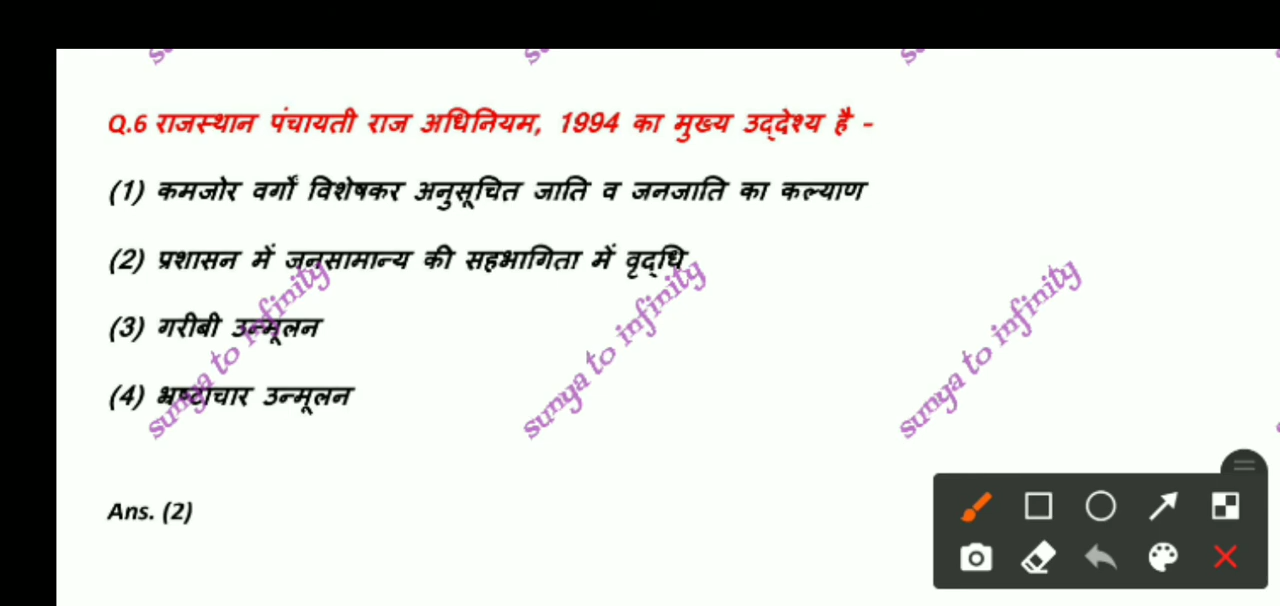 Q.6 राजस्थान पंचायती राज अधिनियम, 1994 का मुख्य उद्देश्य है -
(1) कमजोर वर्गों विशेषकर अनुसूचित जाति व जनजाति का कल्याण
(2) प्रशासन में जनसामान्य की सहभागिता में वृद्धि
(3) गरीबी उन्मूलन
(4) भ्रष्टाचार उन्मूलन
sunya to infinity
sunya to infinity
sunya to infinity
Ans. (2)